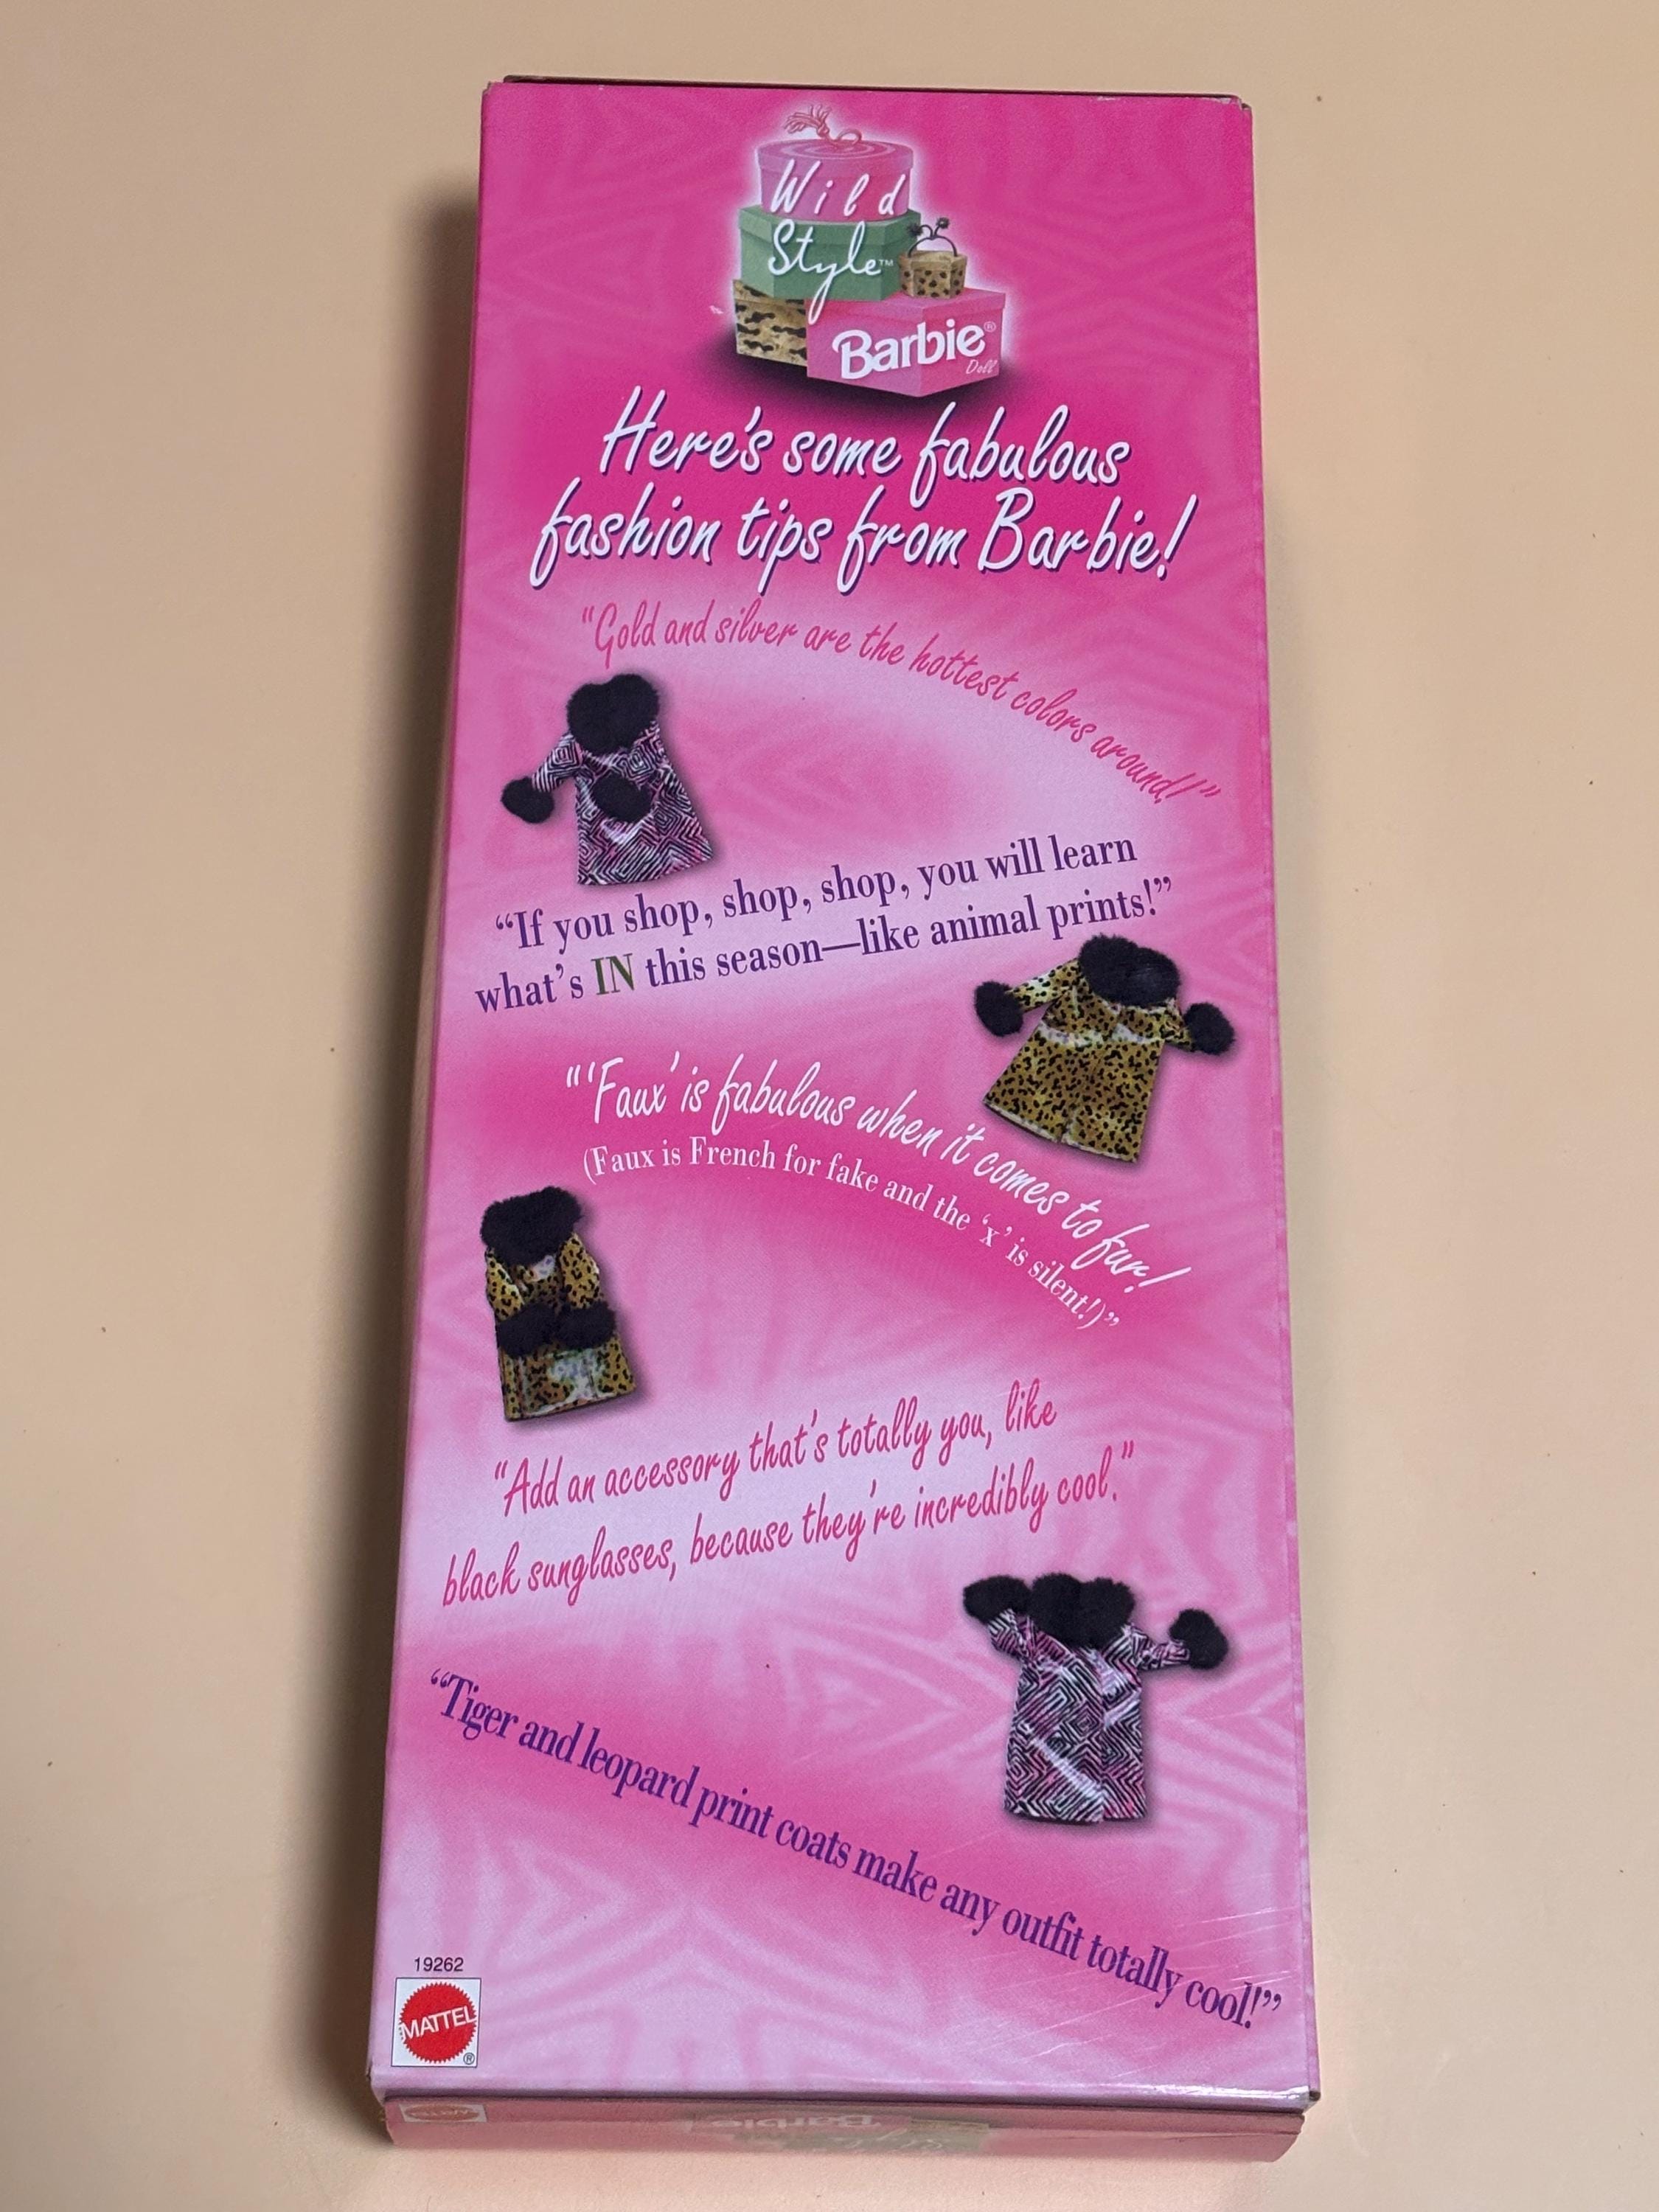 Wild
Style™
Barbie®
Doll
Here's some fabulous
fashion tips from Barbie!
"Gold and silver are the hottest colors around!"
“If you shop, shop, shop, you will learn
what's IN this season—like animal prints!”
"'Faux' is fabulous when it comes to fur!
(Faux is French for fake and the ‘x’ is silent!)”
"Add an accessory that's totally you, like
black sunglasses, because they're incredibly cool."
“Tiger and leopard print coats make any outfit totally cool!”
19262
MATTEL
®
Barbie